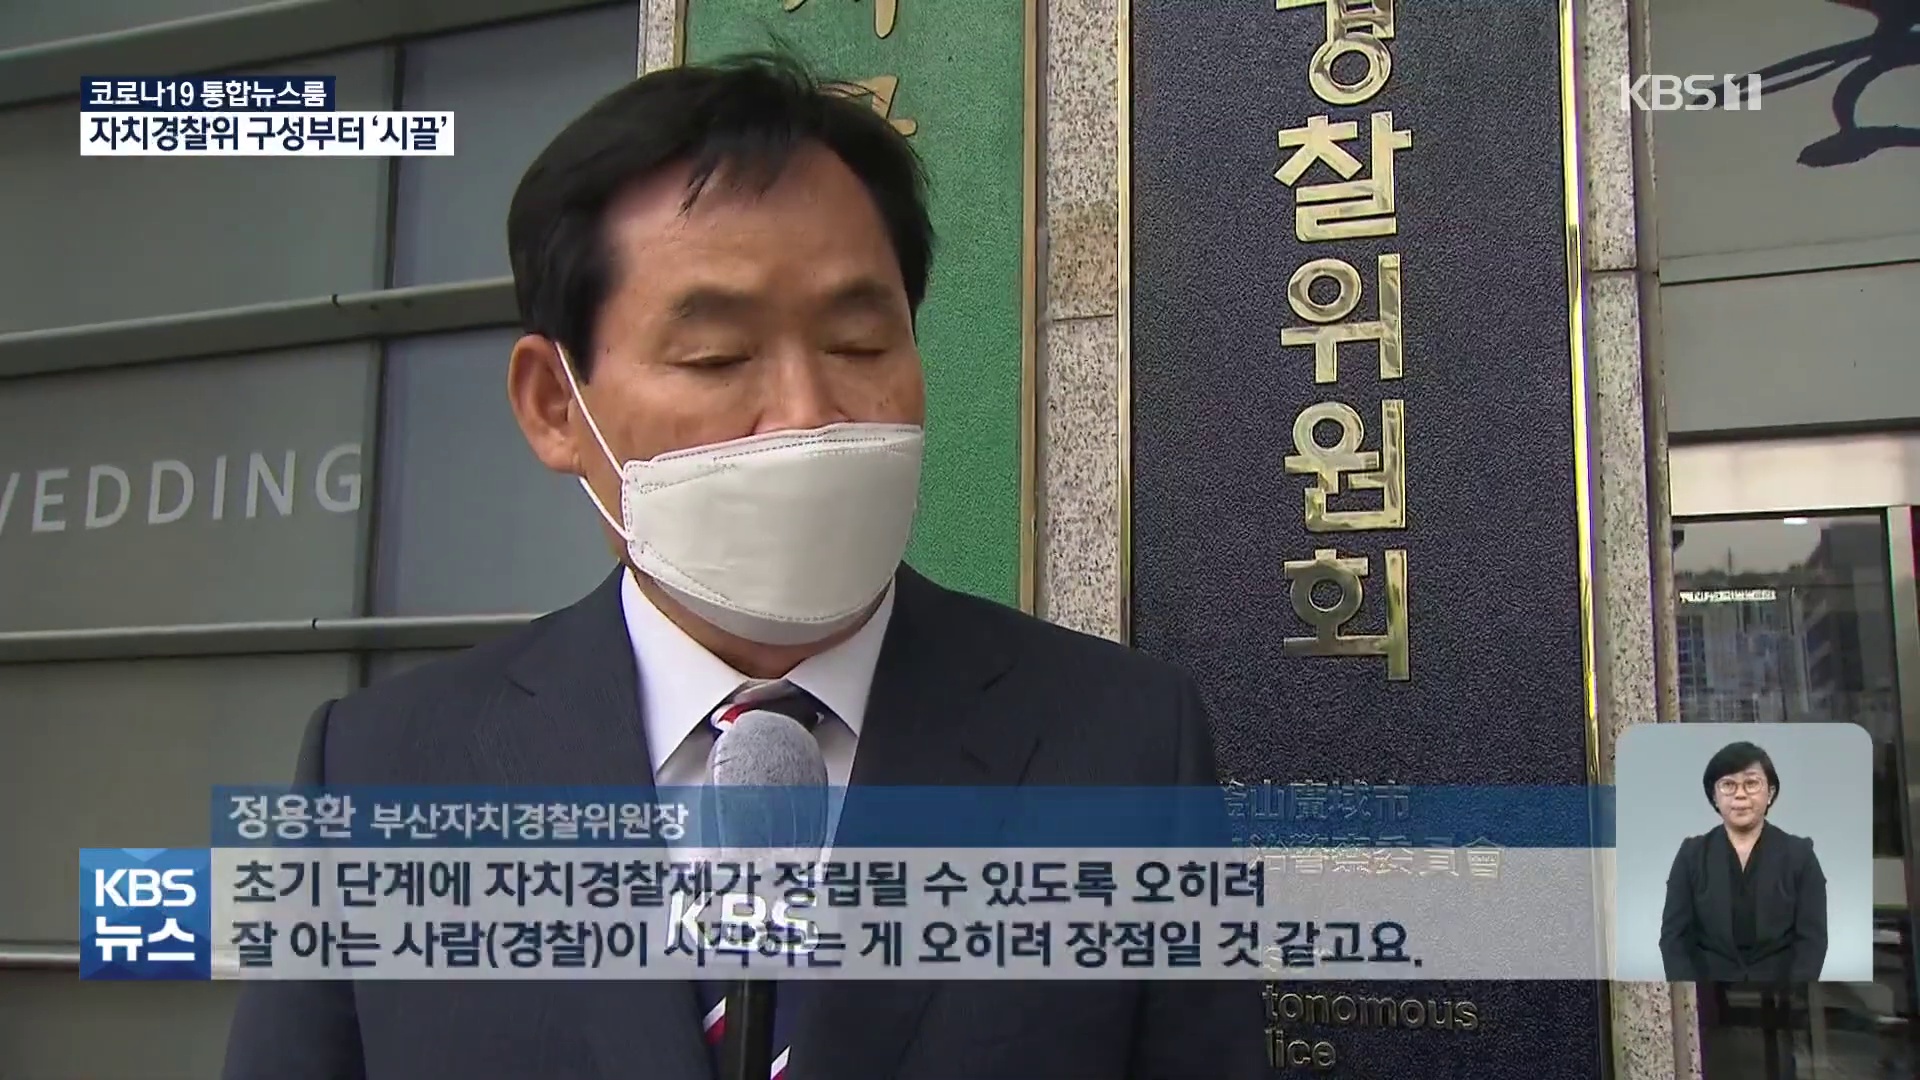 코로나19 통합뉴스룸
자치경찰위 구성부터 ‘시끌’
KBS 1
WEDDING
경찰위원회
廣域市
정용환 부산자치경찰위원장
KBS
뉴스
초기 단계에 자치경찰제가 정립될 수 있도록 오히려
잘 아는 사람(경찰)이 시작하는 게 오히려 장점일 것 같고요.
KBS
tonomous
lice